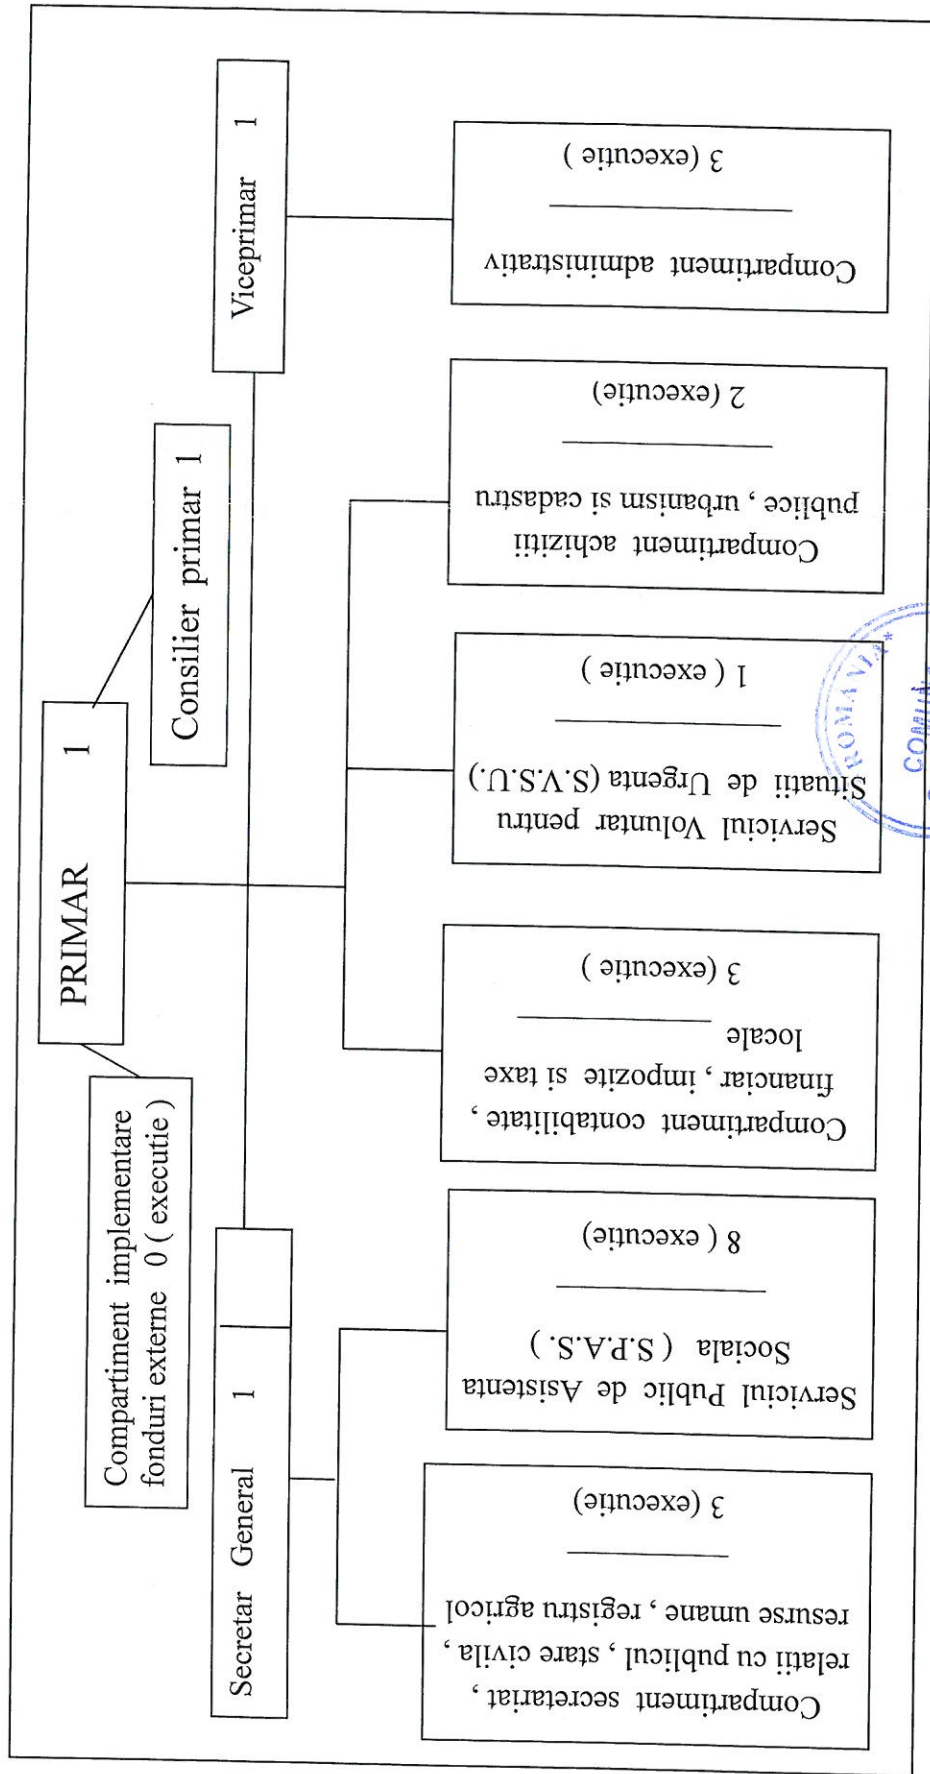 PRIMAR 1
Compartiment implementare
fonduri externe 0 ( executie )
Consilier primar 1
Secretar General 1
Viceprimar 1
Compartiment secretariat ,
relatii cu publicul , stare civila ,
resurse umane , registru agricol
3 (executie)
Serviciul Public de Asistenta
Sociala ( S.P.A.S. )
8 ( executie)
Compartiment contabilitate ,
financiar , impozite si taxe
locale
3 (executie )
Serviciul Voluntar pentru
Situatii de Urgenta (S.V.S.U.)
1 ( executie )
Compartiment achizitii
publice , urbanism si cadastru
2 (executie)
Compartiment administrativ
3 (executie )
ROMANIA*